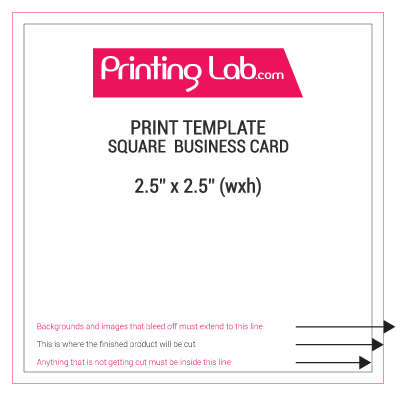 Printing Lab.com
PRINT TEMPLATE
SQUARE BUSINESS CARD
2.5" x 2.5" (wxh)
Backgrounds and images that bleed off must extend to this line
This is where the finished product will be cut
Anything that is not getting cut must be inside this line